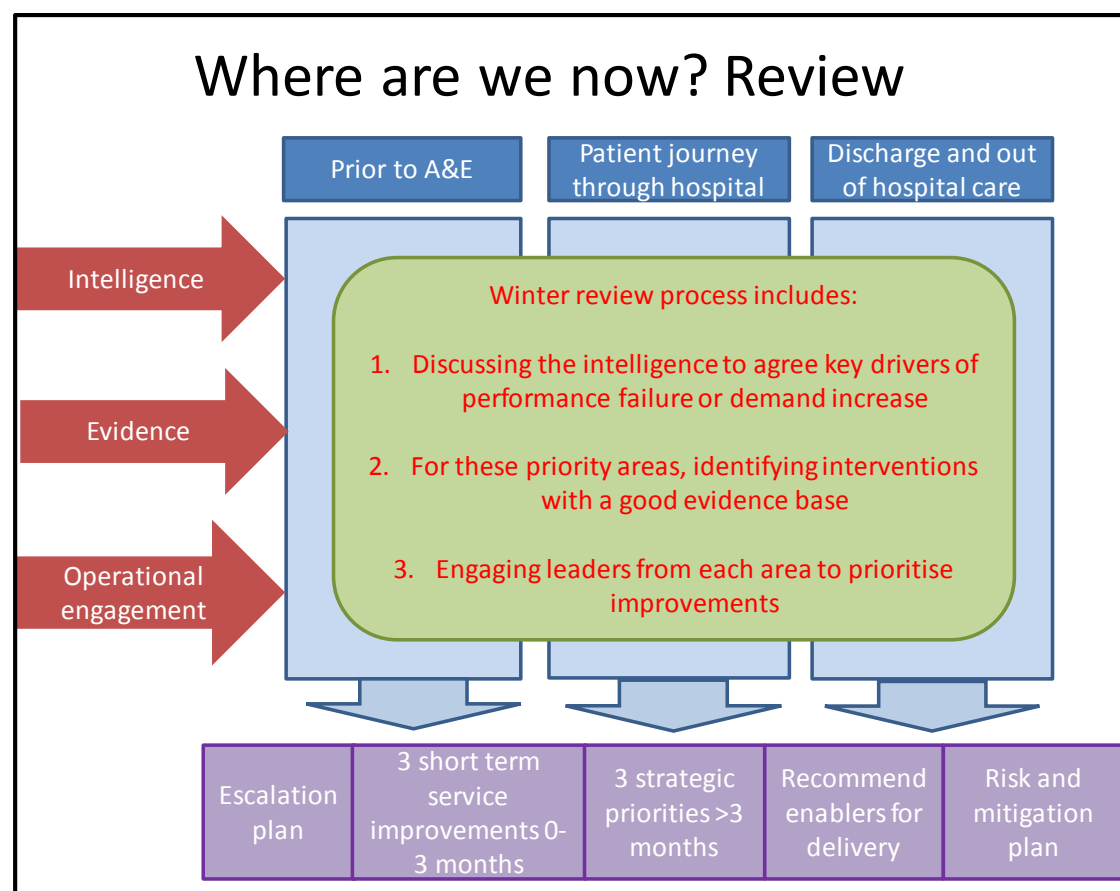 Where are we now? Review
Prior to A&E
Patient journey
through hospital
Discharge and out
of hospital care
Intelligence
Evidence
Operational
engagement
Winter review process includes:
1. Discussing the intelligence to agree key drivers of
performance failure or demand increase
2. For these priority areas, identifying interventions
with a good evidence base
3. Engaging leaders from each area to prioritise
improvements
Escalation
plan
3 short term
service
improvements 0-
3 months
3 strategic
priorities >3
months
Recommend
enablers for
delivery
Risk and
mitigation
plan